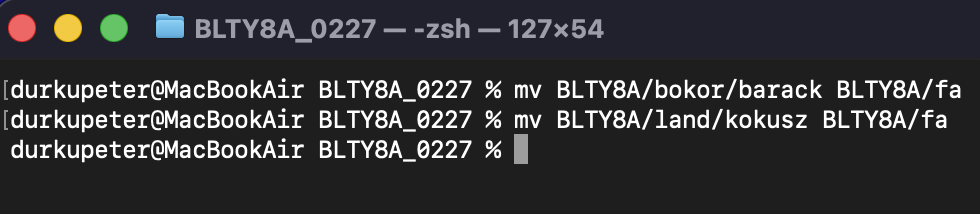 BLTY8A_0227 — -zsh — 127×54
[durkupeter@MacBookAir BLTY8A_0227 % mv BLTY8A/bokor/barack BLTY8A/fa
[durkupeter@MacBookAir BLTY8A_0227 % mv BLTY8A/land/kokusz BLTY8A/fa
durkupeter@MacBookAir BLTY8A_0227 %